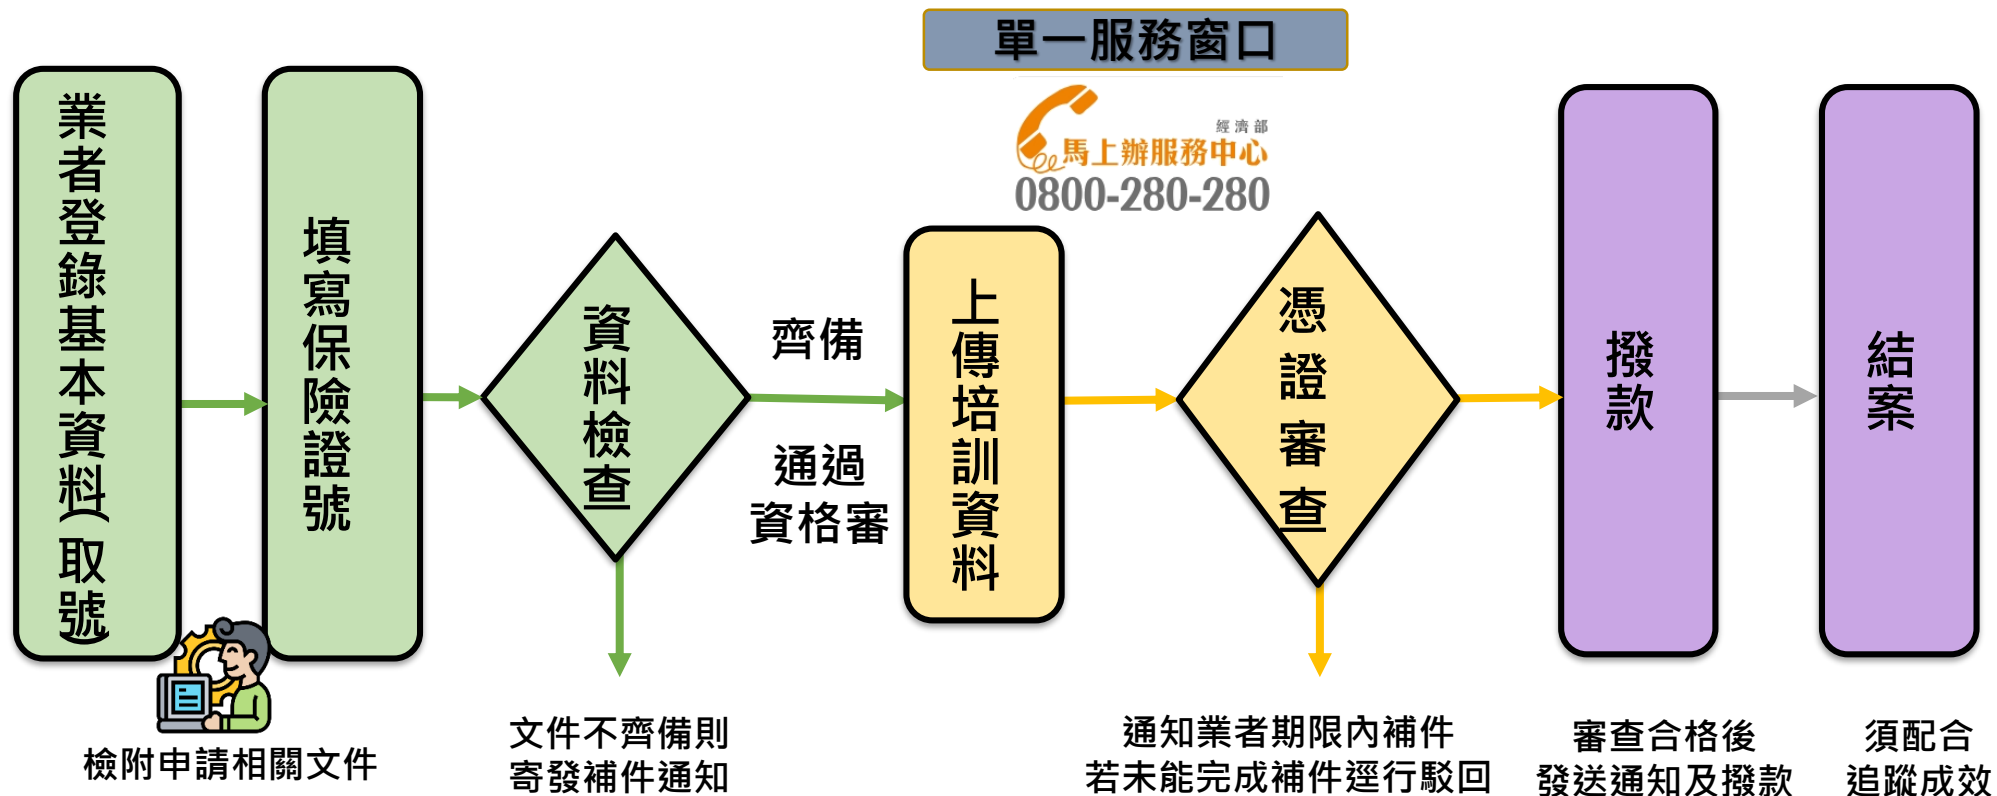 單一服務窗口
經濟部
馬上辦服務中心
0800-280-280
業者登錄基本資料(取號)
填寫保險證號
資料檢查
齊備
通過
資格審
上傳培訓資料
憑證審查
撥款
結案
檢附申請相關文件
文件不齊備則
寄發補件通知
通知業者期限內補件
若未能完成補件逕行駁回
審查合格後
發送通知及撥款
須配合
追蹤成效